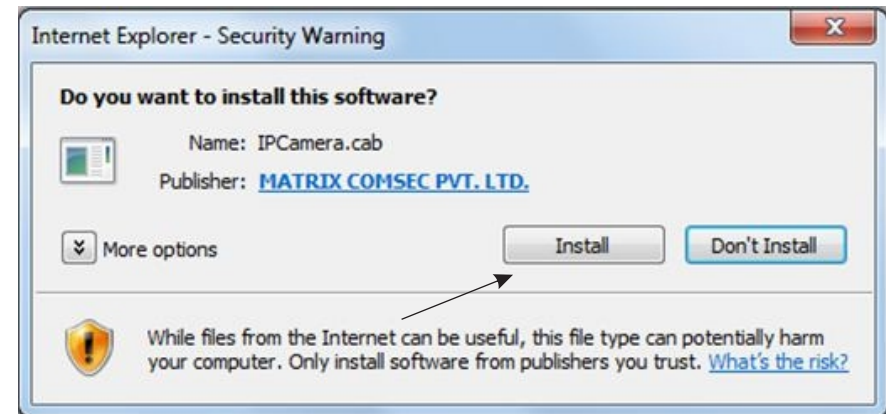 Internet Explorer - Security Warning
Do you want to install this software?
Name: IPCamera.cab
Publisher: MATRIX COMSEC PVT. LTD.
More options
Install
Don't Install
While files from the Internet can be useful, this file type can potentially harm
your computer. Only install software from publishers you trust. What's the risk?